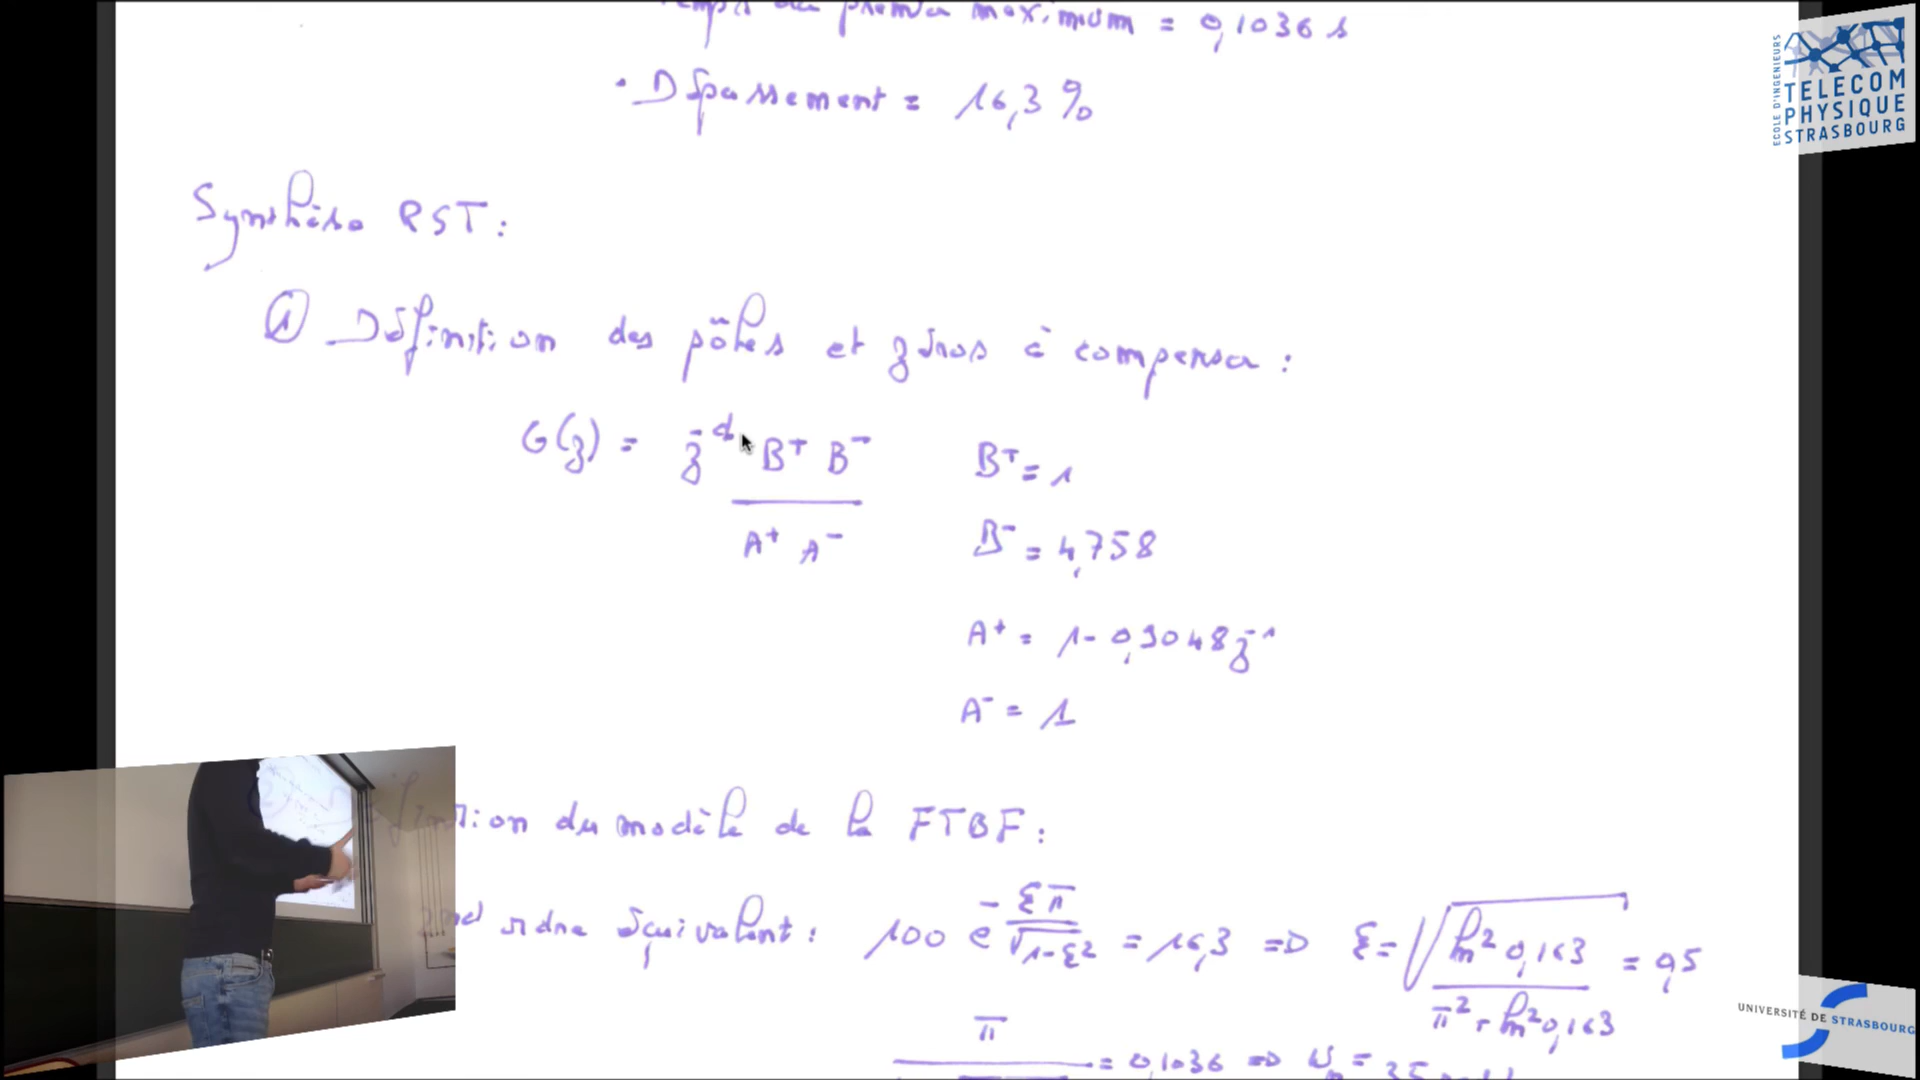 Temps du premier maximum = 0,1036 s
• Dépassement = 16,3 %
Synthèse RST :
① Définition des pôles et zéros à compenser :
G(z) = z^-d B⁺ B⁻ / A⁺ A⁻
B⁺ = 1
B⁻ = 4,758
A⁺ = 1 - 0,9048 z⁻¹
A⁻ = 1
du modèle de la FTBF :
ordre équivalent : 100 e^(-ξπ/√(1-ξ²)) = 16,3 => ξ = √(ln² 0,163 / (π² + ln² 0,163)) = 0,5
π / = 0,1036 => ωn = 35
ECOLE D'INGENIEURS
TELECOM
PHYSIQUE
STRASBOURG
UNIVERSITÉ DE STRASBOURG